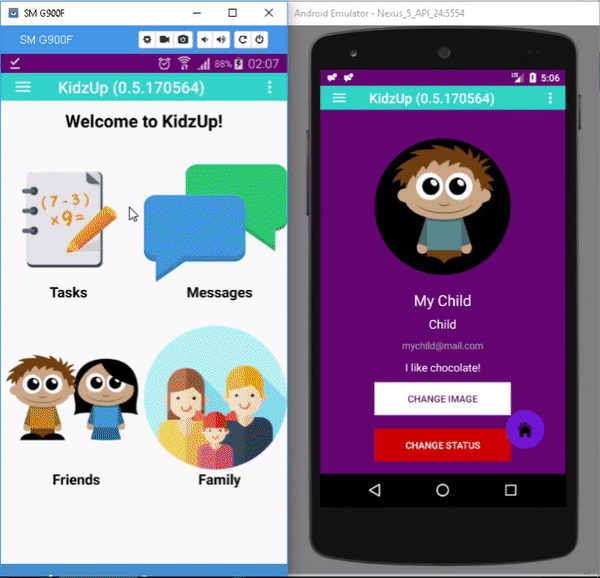 SM G900F
SM G900F
88% 02:07
KidzUp (0.5.170564)
Welcome to KidzUp!
(7-3)
x9=
Tasks
Messages
Friends
Family
Android Emulator - Nexus_5_API_24:5554
5:06
KidzUp (0.5.170564)
My Child
Child
mychild@mail.com
I like chocolate!
CHANGE IMAGE
CHANGE STATUS